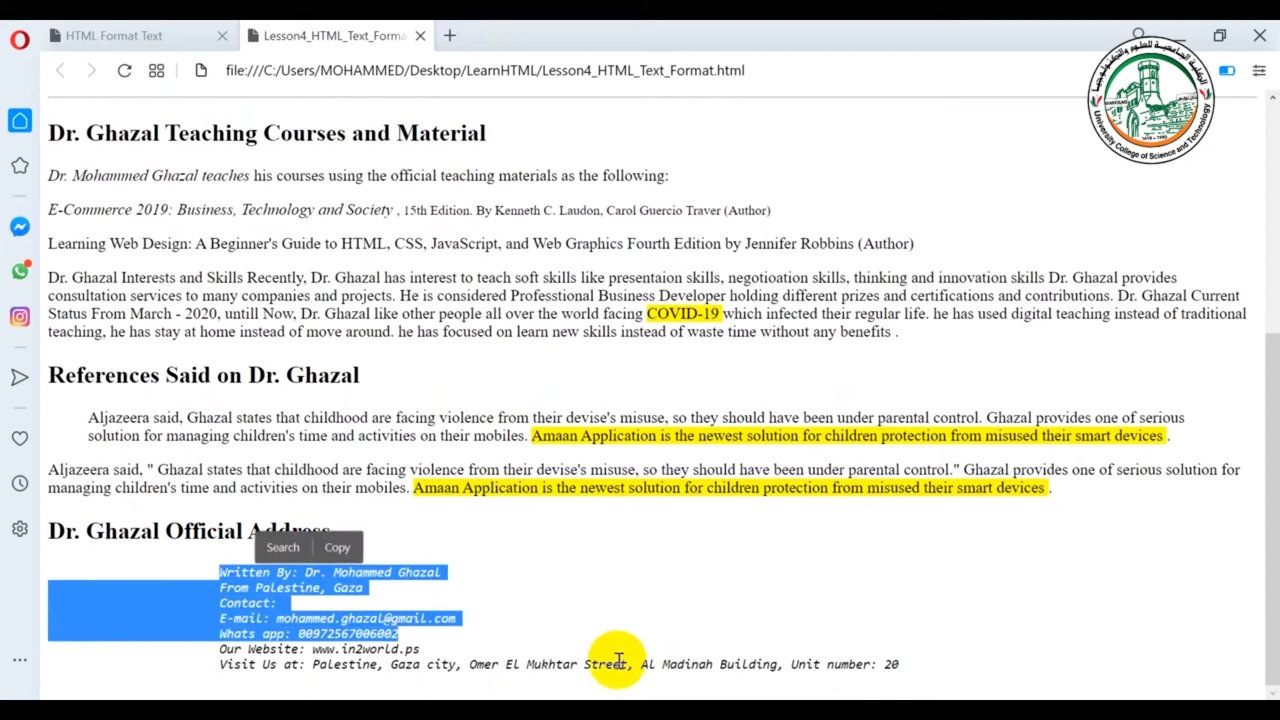 HTML Format Text
Lesson4_HTML_Text_Forma
file:///C:/Users/MOHAMMED/Desktop/LearnHTML/Lesson4_HTML_Text_Format.html
الكلية الجامعية للعلوم والتكنولوجيا
University College of Science and Technology
Dr. Ghazal Teaching Courses and Material
Dr. Mohammed Ghazal teaches his courses using the official teaching materials as the following:
E-Commerce 2019: Business, Technology and Society , 15th Edition. By Kenneth C. Laudon, Carol Guercio Traver (Author)
Learning Web Design: A Beginner's Guide to HTML, CSS, JavaScript, and Web Graphics Fourth Edition by Jennifer Robbins (Author)
Dr. Ghazal Interests and Skills Recently, Dr. Ghazal has interest to teach soft skills like presentaion skills, negotioation skills, thinking and innovation skills Dr. Ghazal provides
consultation services to many companies and projects. He is considered Professtional Business Developer holding different prizes and certifications and contributions. Dr. Ghazal Current
Status From March - 2020, untill Now, Dr. Ghazal like other people all over the world facing COVID-19 which infected their regular life. he has used digital teaching instead of traditional
teaching, he has stay at home instead of move around. he has focused on learn new skills instead of waste time without any benefits .
References Said on Dr. Ghazal
Aljazeera said, Ghazal states that childhood are facing violence from their devise's misuse, so they should have been under parental control. Ghazal provides one of serious
solution for managing children's time and activities on their mobiles. Amaan Application is the newest solution for children protection from misused their smart devices .
Aljazeera said, " Ghazal states that childhood are facing violence from their devise's misuse, so they should have been under parental control." Ghazal provides one of serious solution for
managing children's time and activities on their mobiles. Amaan Application is the newest solution for children protection from misused their smart devices .
Dr. Ghazal Official Address
Search Copy
Written By: Dr. Mohammed Ghazal
From Palestine, Gaza
Contact:
E-mail: mohammed.ghazal@gmail.com
Whats app: 00972567006002
Our Website: www.in2world.ps
Visit Us at: Palestine, Gaza city, Omer El Mukhtar Street, Al Madinah Building, Unit number: 20